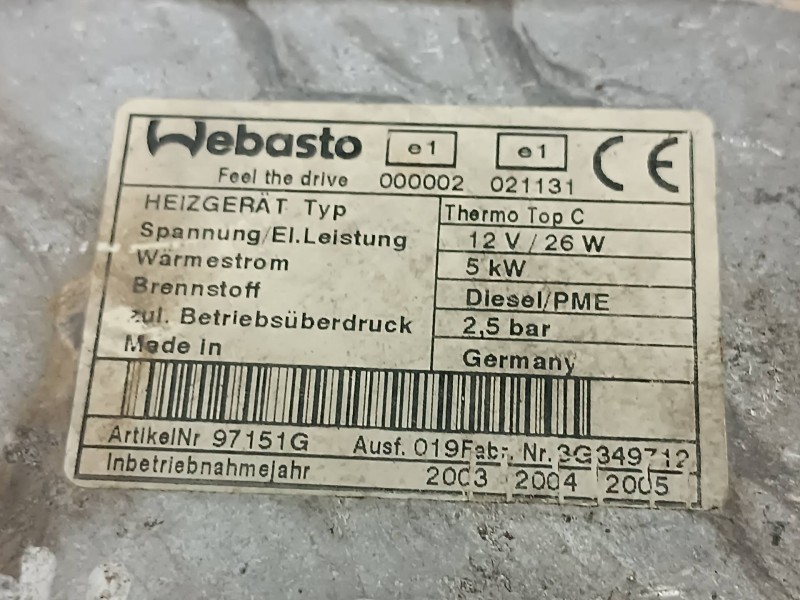 Webasto e1 e1 CE
Feel the drive 000002 021131
HEIZGERÄT Typ Thermo Top C
Spannung/El.Leistung 12 V / 26 W
Wärmestrom 5 kW
Brennstoff Diesel/PME
zul. Betriebsüberdruck 2,5 bar
Made in Germany
ArtikelNr 97151G Ausf. 019 Fabr. Nr. 3G349712
Inbetriebnahmejahr 2003 2004 2005